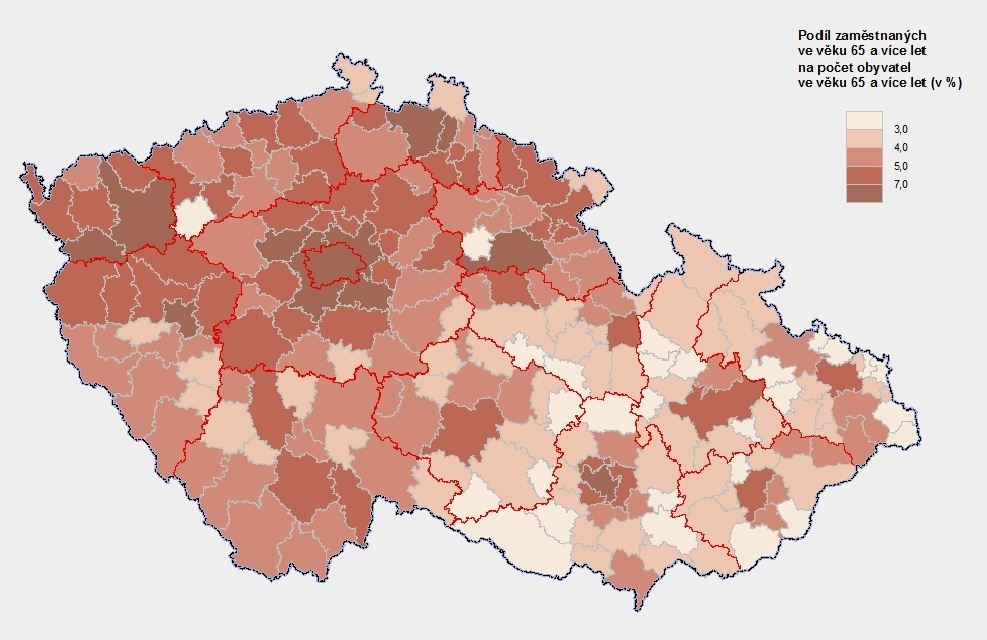 Podíl zaměstnaných
ve věku 65 a více let
na počet obyvatel
ve věku 65 a více let (v %)
3,0
4,0
5,0
7,0